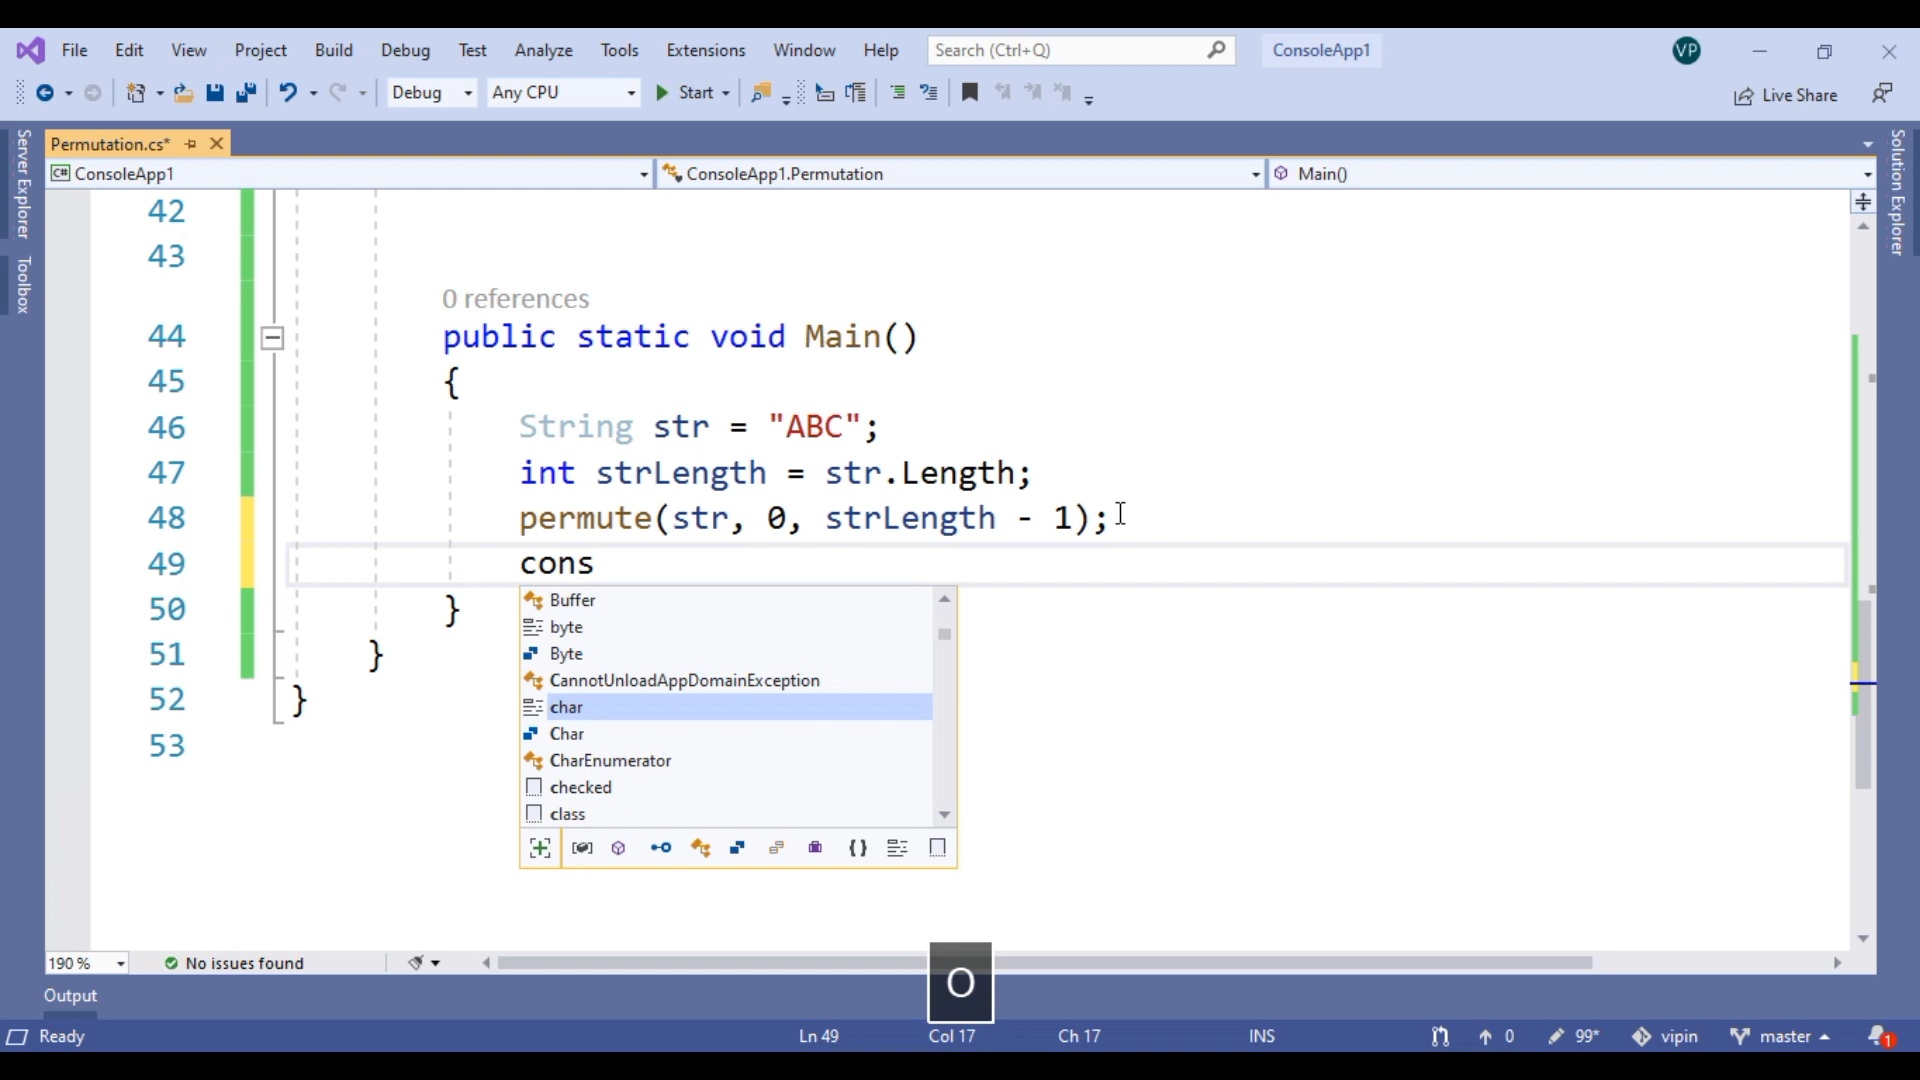 File Edit View Project Build Debug Test Analyze Tools Extensions Window Help Search (Ctrl+Q) ConsoleApp1 VP
Debug Any CPU Start Live Share
Server Explorer
Toolbox
Solution Explorer
Permutation.cs*
C# ConsoleApp1 ConsoleApp1.Permutation Main()
42
43
0 references
44 public static void Main()
45 {
46 String str = "ABC";
47 int strLength = str.Length;
48 permute(str, 0, strLength - 1);
49 cons
50 }
51 }
52 }
53
Buffer
byte
Byte
CannotUnloadAppDomainException
char
Char
CharEnumerator
checked
class
190 % No issues found
O
Output
Ready Ln 49 Col 17 Ch 17 INS 0 99* vipin master 1